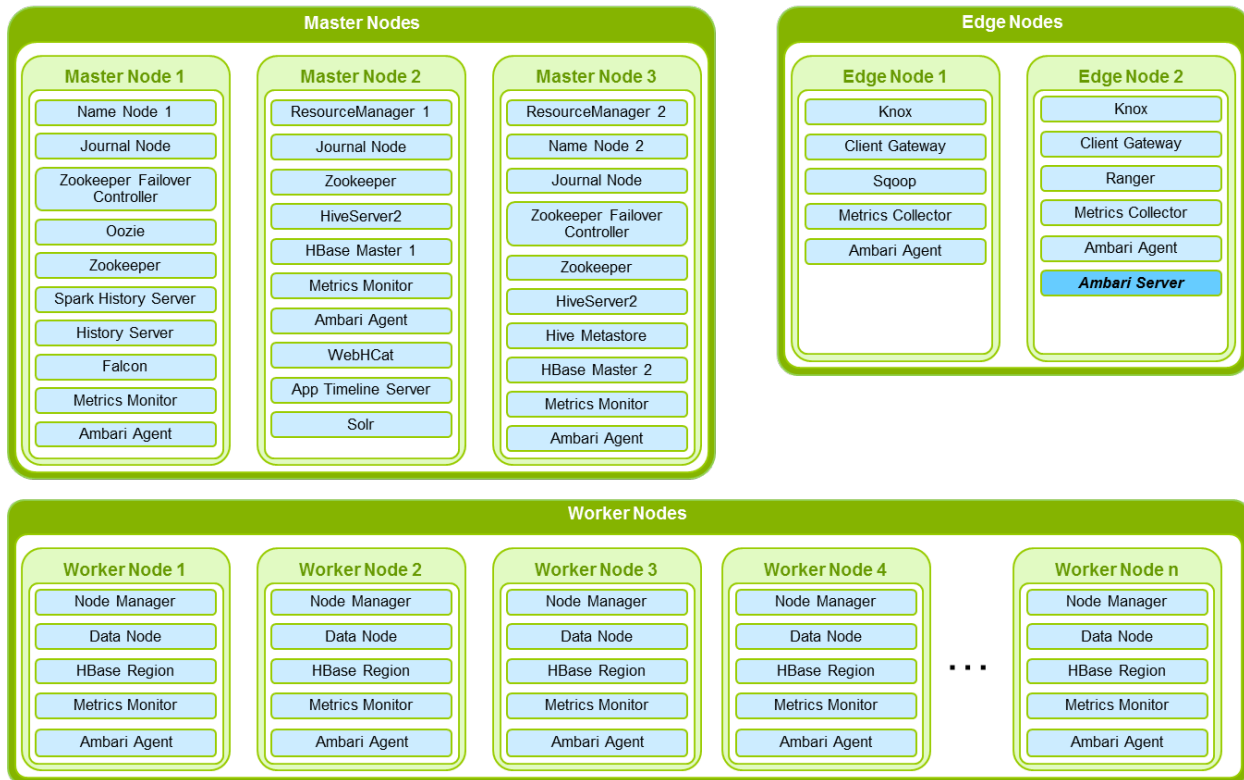 Master Nodes
Master Node 1
Name Node 1
Journal Node
Zookeeper Failover
Controller
Oozie
Zookeeper
Spark History Server
History Server
Falcon
Metrics Monitor
Ambari Agent
Master Node 2
ResourceManager 1
Journal Node
Zookeeper
HiveServer2
HBase Master 1
Metrics Monitor
Ambari Agent
WebHCat
App Timeline Server
Solr
Master Node 3
ResourceManager 2
Name Node 2
Journal Node
Zookeeper Failover
Controller
Zookeeper
HiveServer2
Hive Metastore
HBase Master 2
Metrics Monitor
Ambari Agent
Edge Nodes
Edge Node 1
Knox
Client Gateway
Sqoop
Metrics Collector
Ambari Agent
Edge Node 2
Knox
Client Gateway
Ranger
Metrics Collector
Ambari Agent
Ambari Server
Worker Nodes
Worker Node 1
Node Manager
Data Node
HBase Region
Metrics Monitor
Ambari Agent
Worker Node 2
Node Manager
Data Node
HBase Region
Metrics Monitor
Ambari Agent
Worker Node 3
Node Manager
Data Node
HBase Region
Metrics Monitor
Ambari Agent
Worker Node 4
Node Manager
Data Node
HBase Region
Metrics Monitor
Ambari Agent
...
Worker Node n
Node Manager
Data Node
HBase Region
Metrics Monitor
Ambari Agent